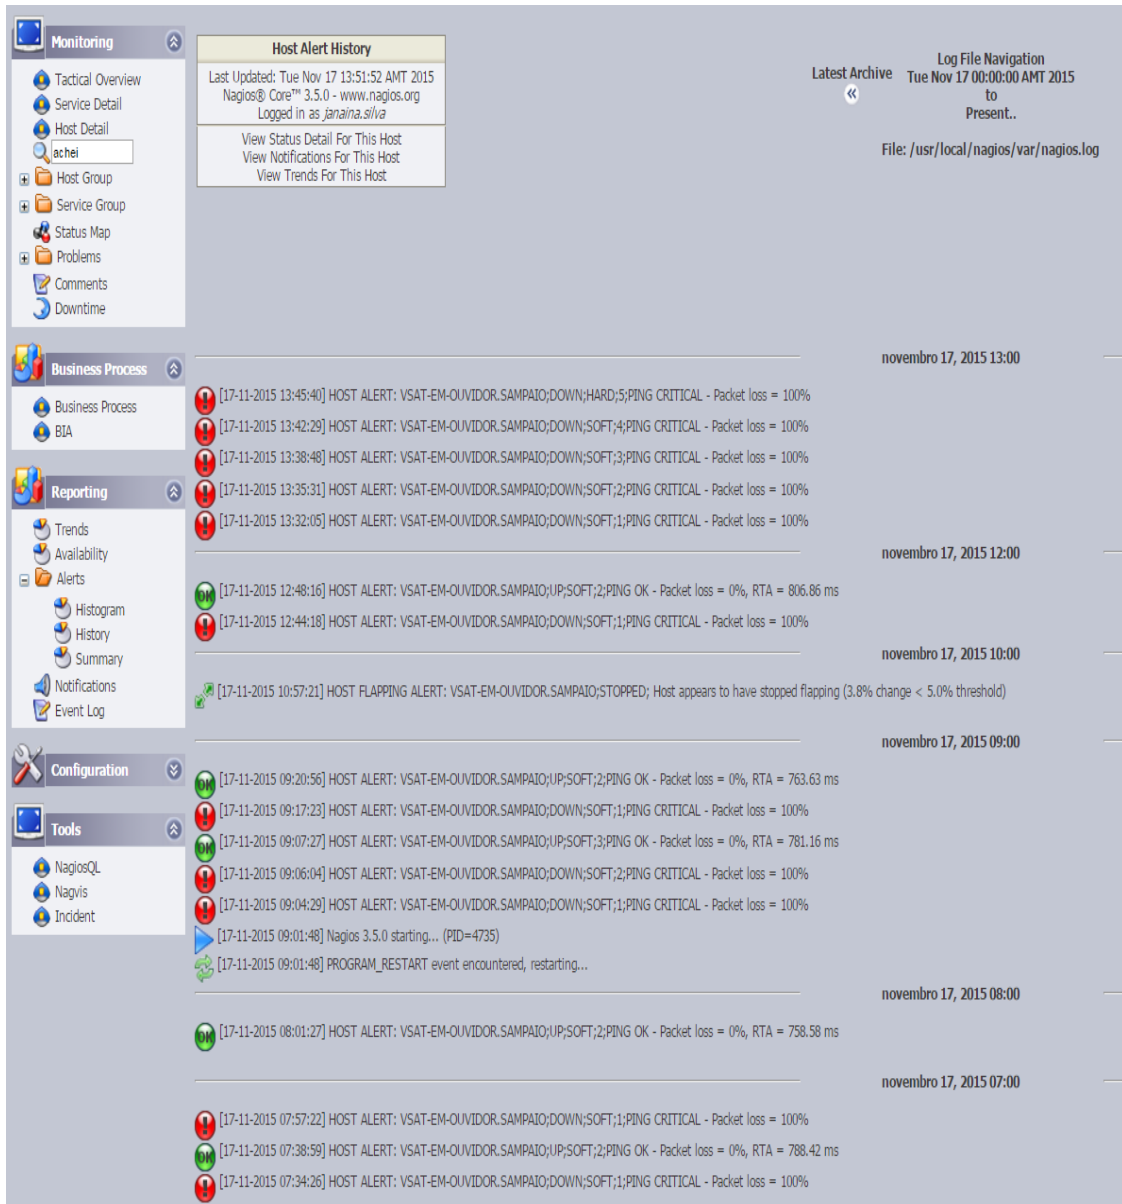 Monitoring
Tactical Overview
Service Detail
Host Detail
achei
Host Group
Service Group
Status Map
Problems
Comments
Downtime
Business Process
Business Process
BIA
Reporting
Trends
Availability
Alerts
Histogram
History
Summary
Notifications
Event Log
Configuration
Tools
NagiosQL
Nagvis
Incident
Host Alert History
Last Updated: Tue Nov 17 13:51:52 AMT 2015
Nagios® Core™ 3.5.0 - www.nagios.org
Logged in as janaina.silva
View Status Detail For This Host
View Notifications For This Host
View Trends For This Host
Latest Archive
Log File Navigation
Tue Nov 17 00:00:00 AMT 2015
to
Present..
File: /usr/local/nagios/var/nagios.log
novembro 17, 2015 13:00
[17-11-2015 13:45:40] HOST ALERT: VSAT-EM-OUVIDOR.SAMPAIO;DOWN;HARD;5;PING CRITICAL - Packet loss = 100%
[17-11-2015 13:42:29] HOST ALERT: VSAT-EM-OUVIDOR.SAMPAIO;DOWN;SOFT;4;PING CRITICAL - Packet loss = 100%
[17-11-2015 13:38:48] HOST ALERT: VSAT-EM-OUVIDOR.SAMPAIO;DOWN;SOFT;3;PING CRITICAL - Packet loss = 100%
[17-11-2015 13:35:31] HOST ALERT: VSAT-EM-OUVIDOR.SAMPAIO;DOWN;SOFT;2;PING CRITICAL - Packet loss = 100%
[17-11-2015 13:32:05] HOST ALERT: VSAT-EM-OUVIDOR.SAMPAIO;DOWN;SOFT;1;PING CRITICAL - Packet loss = 100%
novembro 17, 2015 12:00
OK [17-11-2015 12:48:16] HOST ALERT: VSAT-EM-OUVIDOR.SAMPAIO;UP;SOFT;2;PING OK - Packet loss = 0%, RTA = 806.86 ms
[17-11-2015 12:44:18] HOST ALERT: VSAT-EM-OUVIDOR.SAMPAIO;DOWN;SOFT;1;PING CRITICAL - Packet loss = 100%
novembro 17, 2015 10:00
[17-11-2015 10:57:21] HOST FLAPPING ALERT: VSAT-EM-OUVIDOR.SAMPAIO;STOPPED; Host appears to have stopped flapping (3.8% change < 5.0% threshold)
novembro 17, 2015 09:00
OK [17-11-2015 09:20:56] HOST ALERT: VSAT-EM-OUVIDOR.SAMPAIO;UP;SOFT;2;PING OK - Packet loss = 0%, RTA = 763.63 ms
[17-11-2015 09:17:23] HOST ALERT: VSAT-EM-OUVIDOR.SAMPAIO;DOWN;SOFT;1;PING CRITICAL - Packet loss = 100%
OK [17-11-2015 09:07:27] HOST ALERT: VSAT-EM-OUVIDOR.SAMPAIO;UP;SOFT;3;PING OK - Packet loss = 0%, RTA = 781.16 ms
[17-11-2015 09:06:04] HOST ALERT: VSAT-EM-OUVIDOR.SAMPAIO;DOWN;SOFT;2;PING CRITICAL - Packet loss = 100%
[17-11-2015 09:04:29] HOST ALERT: VSAT-EM-OUVIDOR.SAMPAIO;DOWN;SOFT;1;PING CRITICAL - Packet loss = 100%
[17-11-2015 09:01:48] Nagios 3.5.0 starting... (PID=4735)
[17-11-2015 09:01:48] PROGRAM_RESTART event encountered, restarting...
novembro 17, 2015 08:00
OK [17-11-2015 08:01:27] HOST ALERT: VSAT-EM-OUVIDOR.SAMPAIO;UP;SOFT;2;PING OK - Packet loss = 0%, RTA = 758.58 ms
novembro 17, 2015 07:00
[17-11-2015 07:57:22] HOST ALERT: VSAT-EM-OUVIDOR.SAMPAIO;DOWN;SOFT;1;PING CRITICAL - Packet loss = 100%
OK [17-11-2015 07:38:59] HOST ALERT: VSAT-EM-OUVIDOR.SAMPAIO;UP;SOFT;2;PING OK - Packet loss = 0%, RTA = 788.42 ms
[17-11-2015 07:34:26] HOST ALERT: VSAT-EM-OUVIDOR.SAMPAIO;DOWN;SOFT;1;PING CRITICAL - Packet loss = 100%